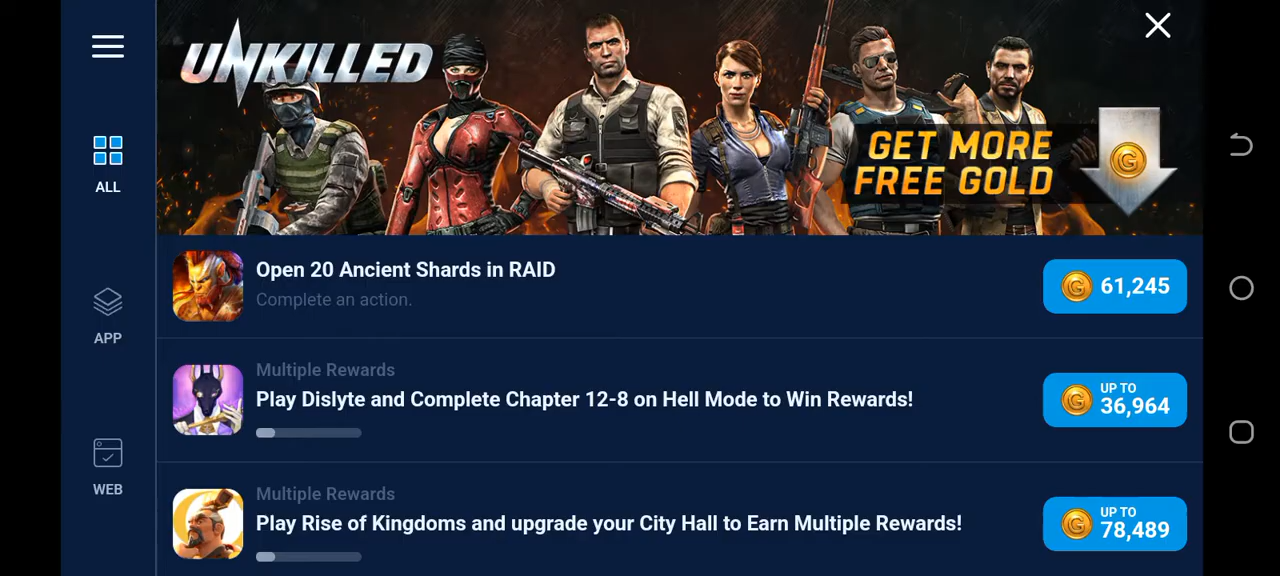 UNKILLED
GET MORE
FREE GOLD
ALL
APP
WEB
Open 20 Ancient Shards in RAID
Complete an action.
G 61,245
Multiple Rewards
Play Dislyte and Complete Chapter 12-8 on Hell Mode to Win Rewards!
UP TO
G 36,964
Multiple Rewards
Play Rise of Kingdoms and upgrade your City Hall to Earn Multiple Rewards!
UP TO
G 78,489